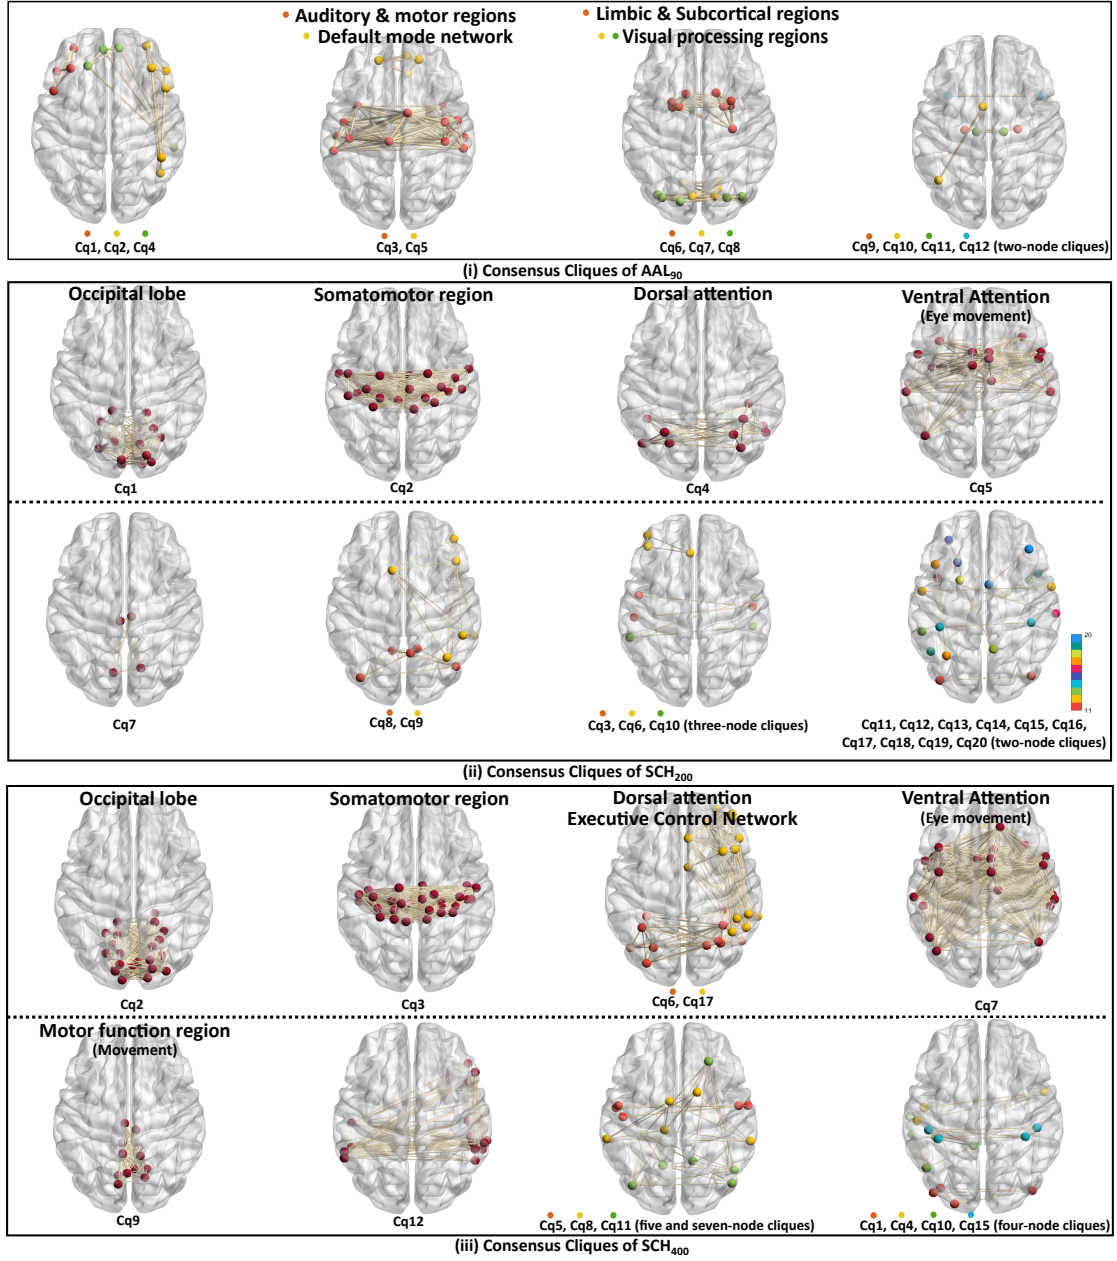 Auditory & motor regions
Default mode network
Limbic & Subcortical regions
Visual processing regions
Cq1, Cq2, Cq4
Cq3, Cq5
Cq6, Cq7, Cq8
Cq9, Cq10, Cq11, Cq12 (two-node cliques)
(i) Consensus Cliques of AAL90
Occipital lobe
Somatomotor region
Dorsal attention
Ventral Attention
(Eye movement)
Cq1
Cq2
Cq4
Cq5
Cq7
Cq8, Cq9
Cq3, Cq6, Cq10 (three-node cliques)
20
11
Cq11, Cq12, Cq13, Cq14, Cq15, Cq16,
Cq17, Cq18, Cq19, Cq20 (two-node cliques)
(ii) Consensus Cliques of SCH200
Occipital lobe
Somatomotor region
Dorsal attention
Executive Control Network
Ventral Attention
(Eye movement)
Cq2
Cq3
Cq6, Cq17
Cq7
Motor function region
(Movement)
Cq9
Cq12
Cq5, Cq8, Cq11 (five and seven-node cliques)
Cq1, Cq4, Cq10, Cq15 (four-node cliques)
(iii) Consensus Cliques of SCH400